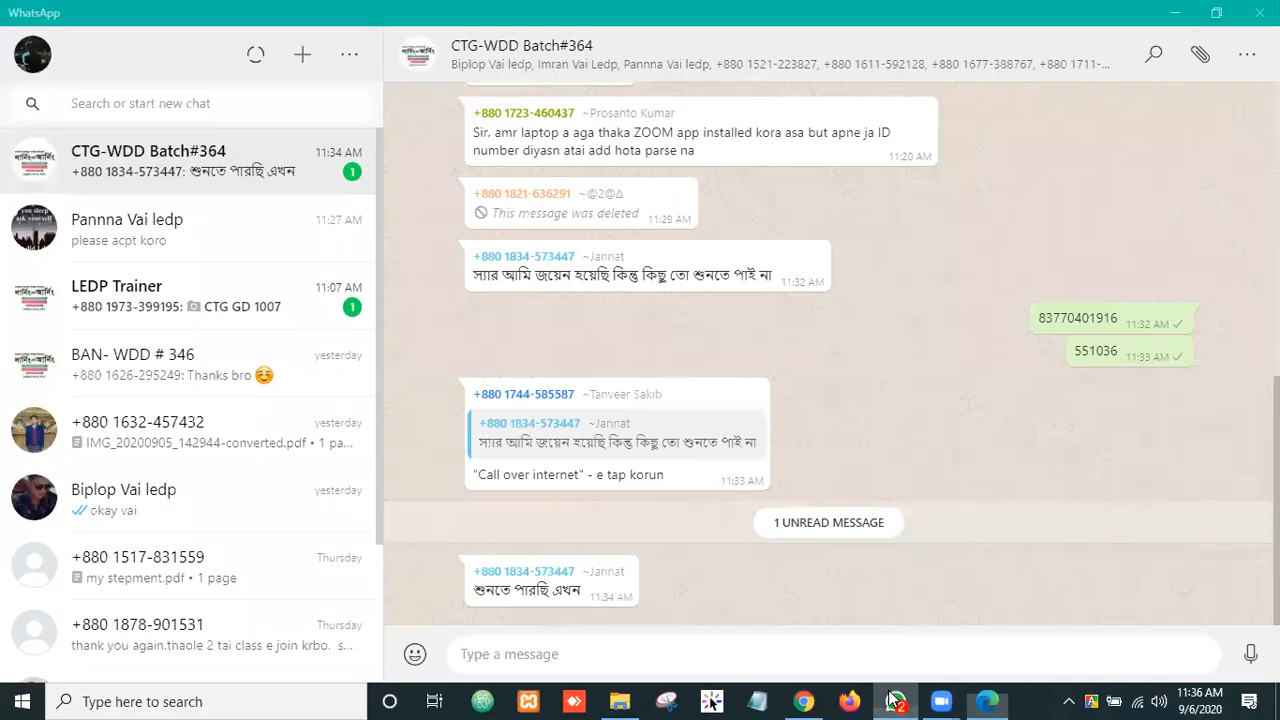 WhatsApp
Search or start new chat
CTG-WDD Batch#364
11:34 AM
+880 1834-573447: শুনতে পারছি এখন
1
Pannna Vai ledp
11:27 AM
please acpt koro
LEDP Trainer
11:07 AM
+880 1973-399195: CTG GD 1007
1
BAN- WDD # 346
yesterday
+880 1626-295249: Thanks bro
+880 1632-457432
yesterday
IMG_20200905_142944-converted.pdf • 1 pa...
Biplop Vai ledp
yesterday
okay vai
+880 1517-831559
Thursday
my stepment.pdf • 1 page
+880 1878-901531
Thursday
thank you again.thaole 2 tai class e join krbo. s...
CTG-WDD Batch#364
Biplop Vai ledp, Imran Vai Ledp, Pannna Vai ledp, +880 1521-223827, +880 1611-592128, +880 1677-388767, +880 1711-...
+880 1723-460437 ~Prosanto Kumar
Sir, amr laptop a aga thaka ZOOM app installed kora asa but apne ja ID
number diyasn atai add hota parse na
11:20 AM
+880 1821-636291 ~@2@Δ
This message was deleted 11:29 AM
+880 1834-573447 ~Jannat
স্যার আমি জয়েন হয়েছি কিন্তু কিছু তো শুনতে পাই না 11:32 AM
83770401916 11:32 AM
551036 11:33 AM
+880 1744-585587 ~Tanveer Sakib
+880 1834-573447 ~Jannat
স্যার আমি জয়েন হয়েছি কিন্তু কিছু তো শুনতে পাই না
"Call over internet" - e tap korun
11:33 AM
1 UNREAD MESSAGE
+880 1834-573447 ~Jannat
শুনতে পারছি এখন 11:34 AM
Type a message
Type here to search
2
11:36 AM
9/6/2020